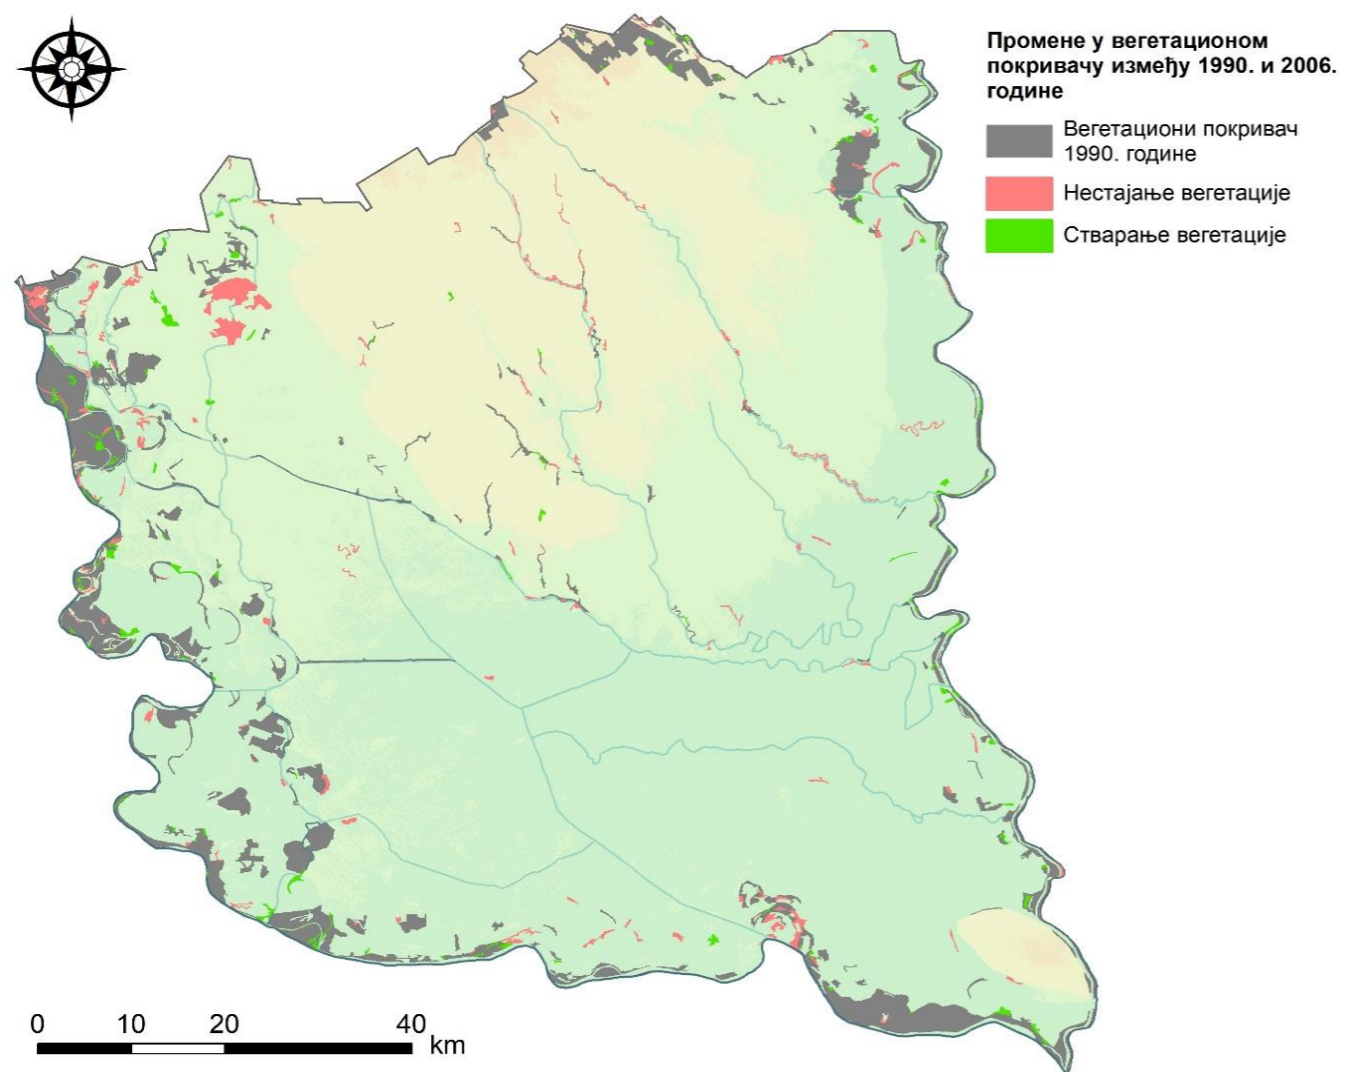 Промене у вегетационом
покривачу између 1990. и 2006.
године
Вегетациони покривач
1990. године
Нестајање вегетације
Стварање вегетације
0 10 20 40
km